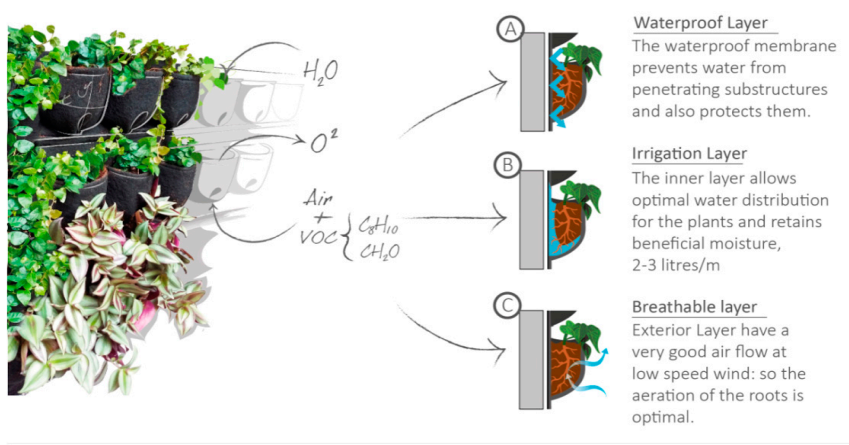 H₂O
O²
Air
+
VOC { C₈H₁₀
CH₂O
A
Waterproof Layer
The waterproof membrane
prevents water from
penetrating substructures
and also protects them.
B
Irrigation Layer
The inner layer allows
optimal water distribution
for the plants and retains
beneficial moisture,
2-3 litres/m
C
Breathable layer
Exterior Layer have a
very good air flow at
low speed wind: so the
aeration of the roots is
optimal.